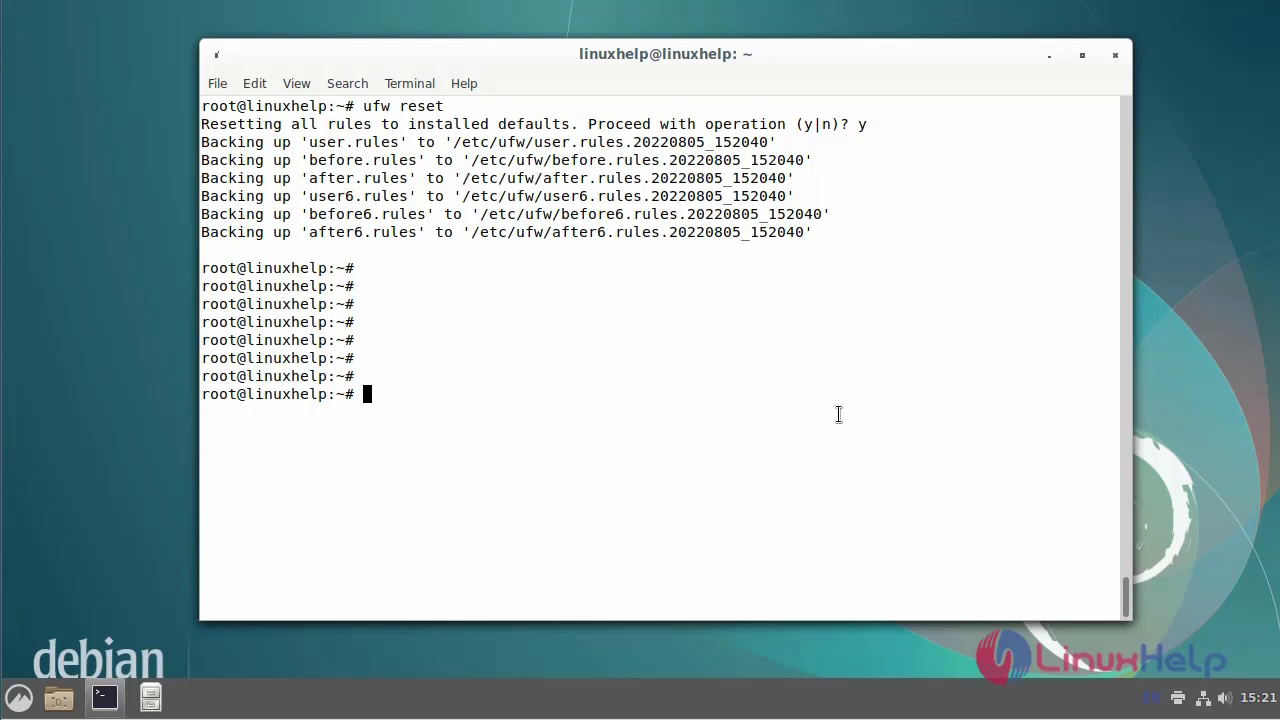 linuxhelp@linuxhelp: ~
File Edit View Search Terminal Help
root@linuxhelp:~# ufw reset
Resetting all rules to installed defaults. Proceed with operation (y|n)? y
Backing up 'user.rules' to '/etc/ufw/user.rules.20220805_152040'
Backing up 'before.rules' to '/etc/ufw/before.rules.20220805_152040'
Backing up 'after.rules' to '/etc/ufw/after.rules.20220805_152040'
Backing up 'user6.rules' to '/etc/ufw/user6.rules.20220805_152040'
Backing up 'before6.rules' to '/etc/ufw/before6.rules.20220805_152040'
Backing up 'after6.rules' to '/etc/ufw/after6.rules.20220805_152040'
root@linuxhelp:~#
root@linuxhelp:~#
root@linuxhelp:~#
root@linuxhelp:~#
root@linuxhelp:~#
root@linuxhelp:~#
root@linuxhelp:~#
root@linuxhelp:~#
debian
LinuxHelp
15:21